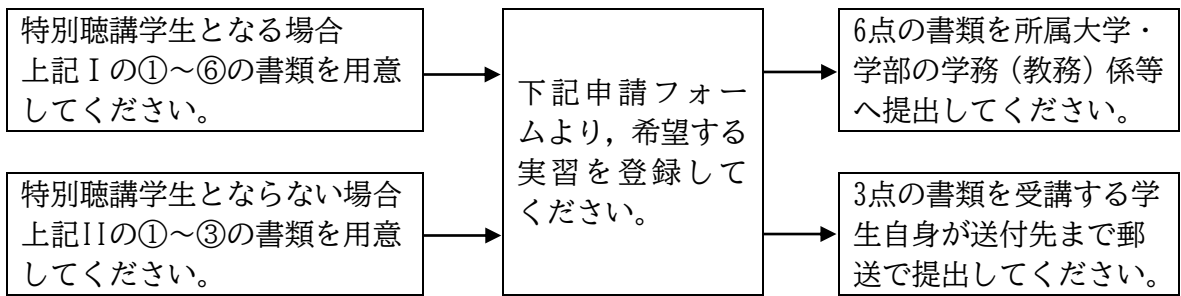 特別聴講学生となる場合
上記Ⅰの①～⑥の書類を用意
してください。
特別聴講学生とならない場合
上記IIの①～③の書類を用意
してください。
下記申請フォー
ムより，希望する
実習を登録して
ください。
6点の書類を所属大学・
学部の学務（教務）係等
へ提出してください。
3点の書類を受講する学
生自身が送付先まで郵
送で提出してください。